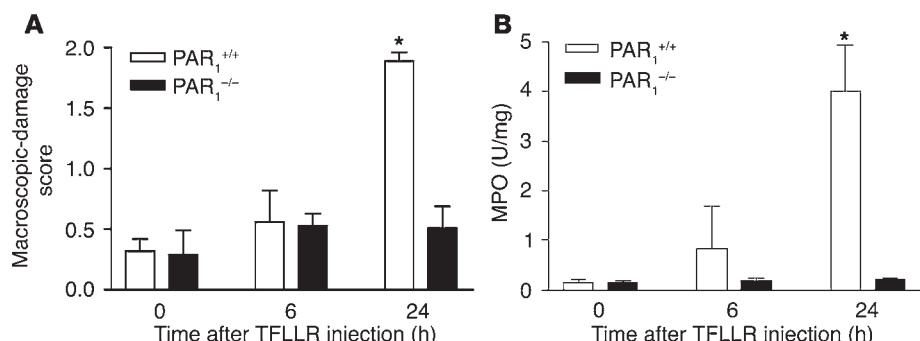 A
Macroscopic-damage
score
2.0
1.5
1.0
0.5
0.0
PAR1+/+
PAR1–/–
*
0 6 24
Time after TFLLR injection (h)
B
MPO (U/mg)
5
4
3
2
1
0
PAR1+/+
PAR1–/–
*
0 6 24
Time after TFLLR injection (h)